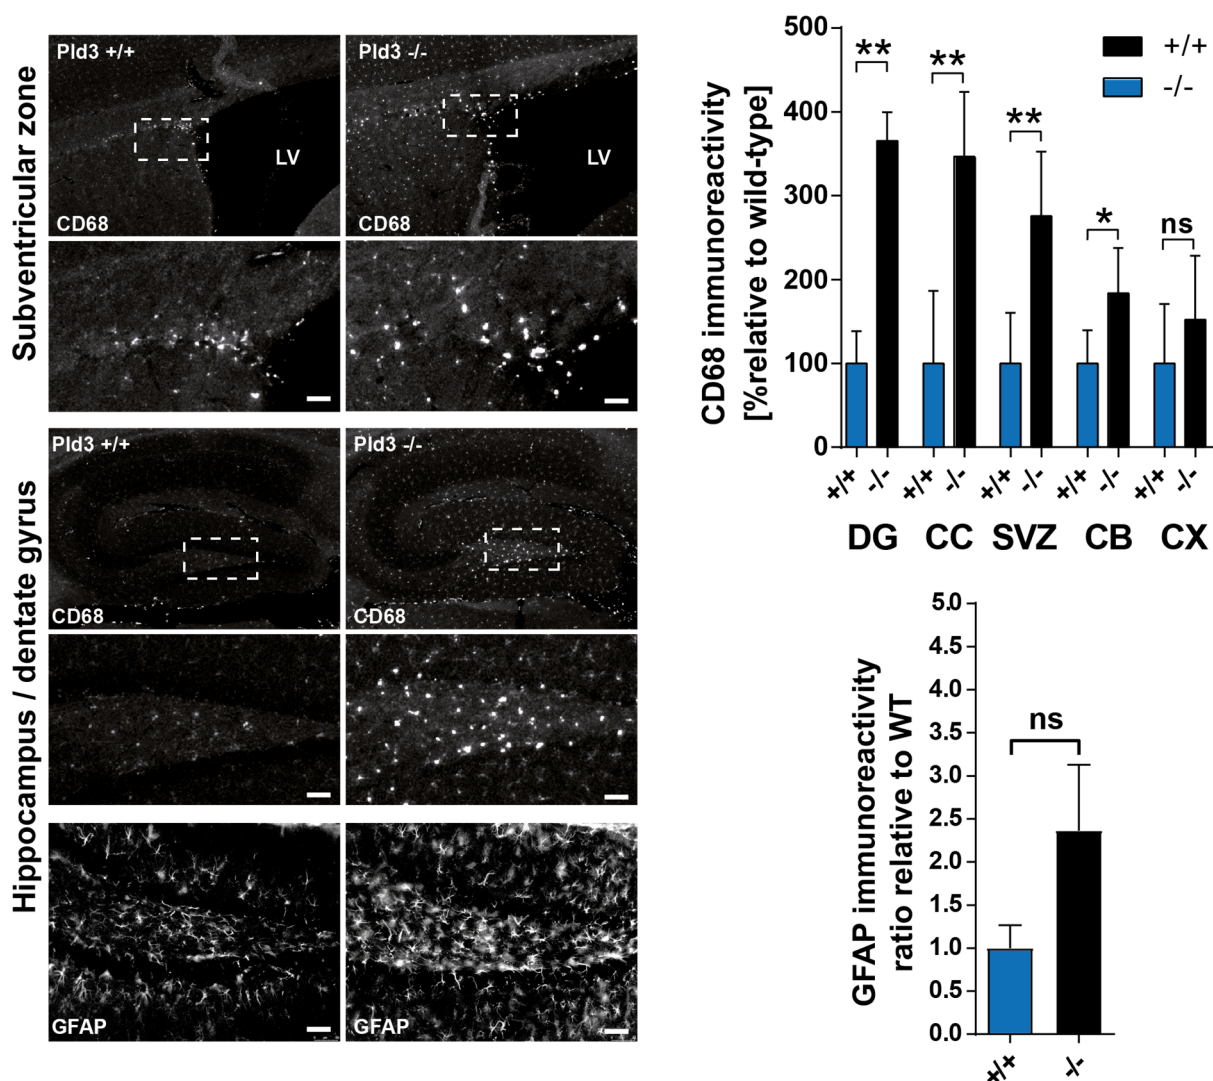 Subventricular zone
Pld3 +/+
LV
CD68
Pld3 -/-
LV
CD68
Hippocampus / dentate gyrus
Pld3 +/+
CD68
Pld3 -/-
CD68
GFAP
CD68 immunoreactivity
[%relative to wild-type]
500
400
300
200
100
0
+/+
-/-
**
**
**
*
ns
+/+ -/- +/+ -/- +/+ -/- +/+ -/- +/+ -/-
DG CC SVZ CB CX
GFAP immunoreactivity
ratio relative to WT
5.0
4.5
4.0
3.5
3.0
2.5
2.0
1.5
1.0
0.5
0.0
ns
+/+ -/-